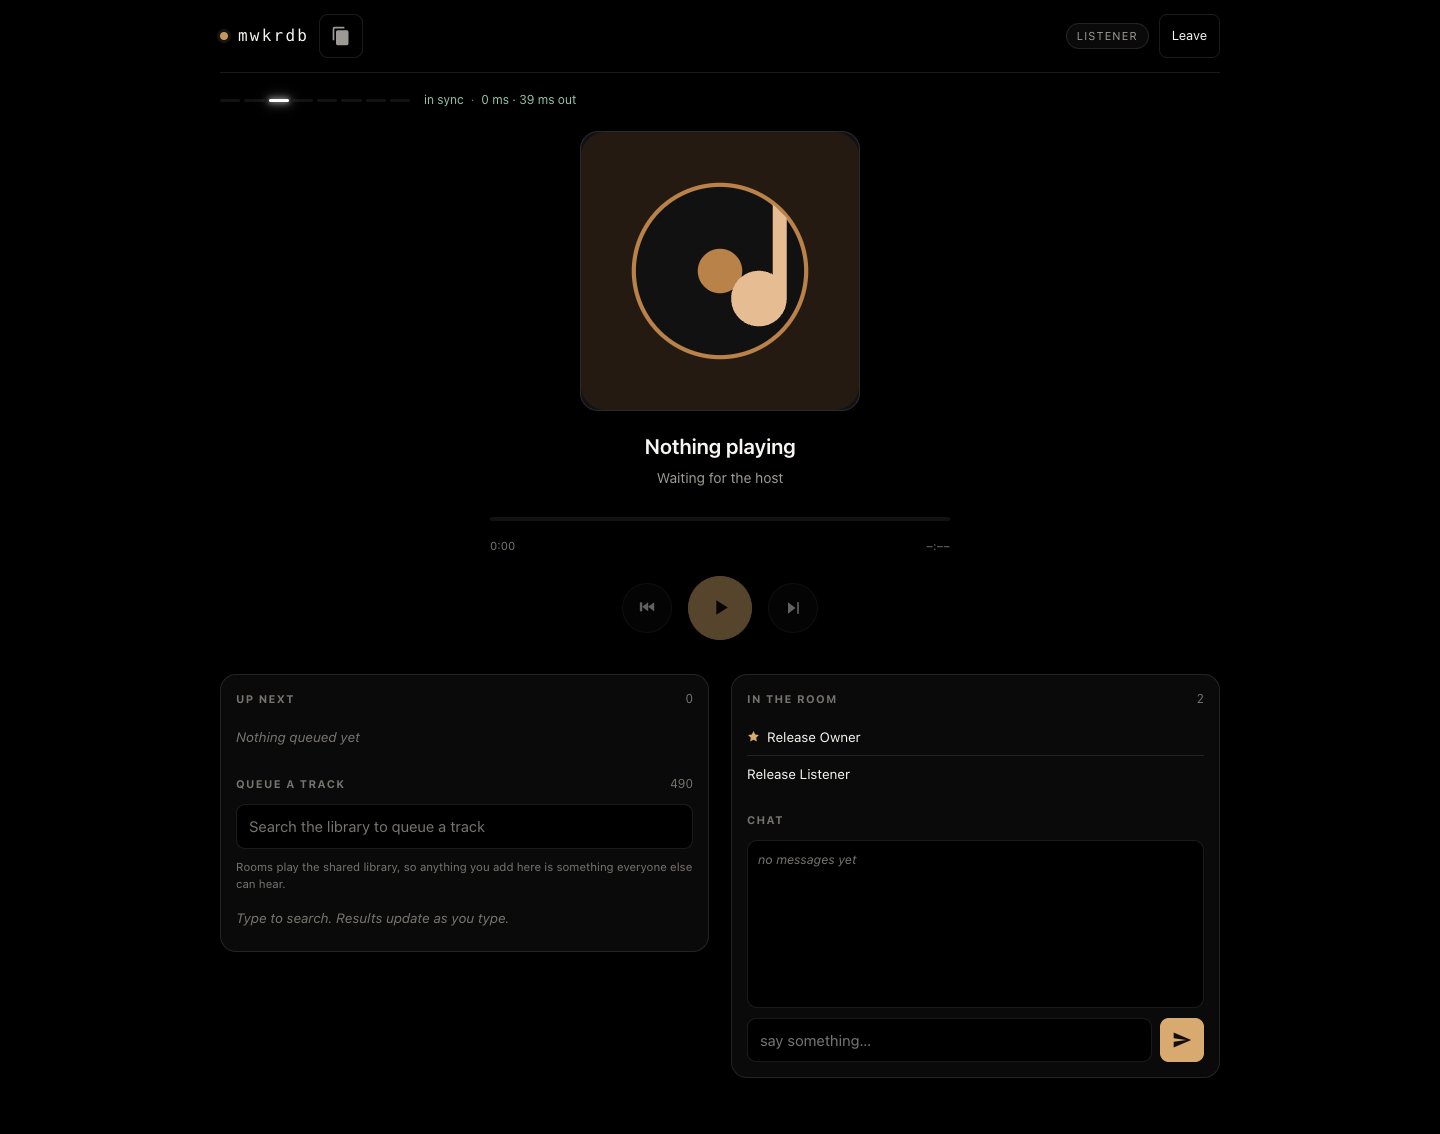 mwkrdb
LISTENER
Leave
in sync · 0 ms · 39 ms out
Nothing playing
Waiting for the host
0:00
–:––
UP NEXT
0
Nothing queued yet
QUEUE A TRACK
490
Search the library to queue a track
Rooms play the shared library, so anything you add here is something everyone else
can hear.
Type to search. Results update as you type.
IN THE ROOM
2
Release Owner
Release Listener
CHAT
no messages yet
say something...